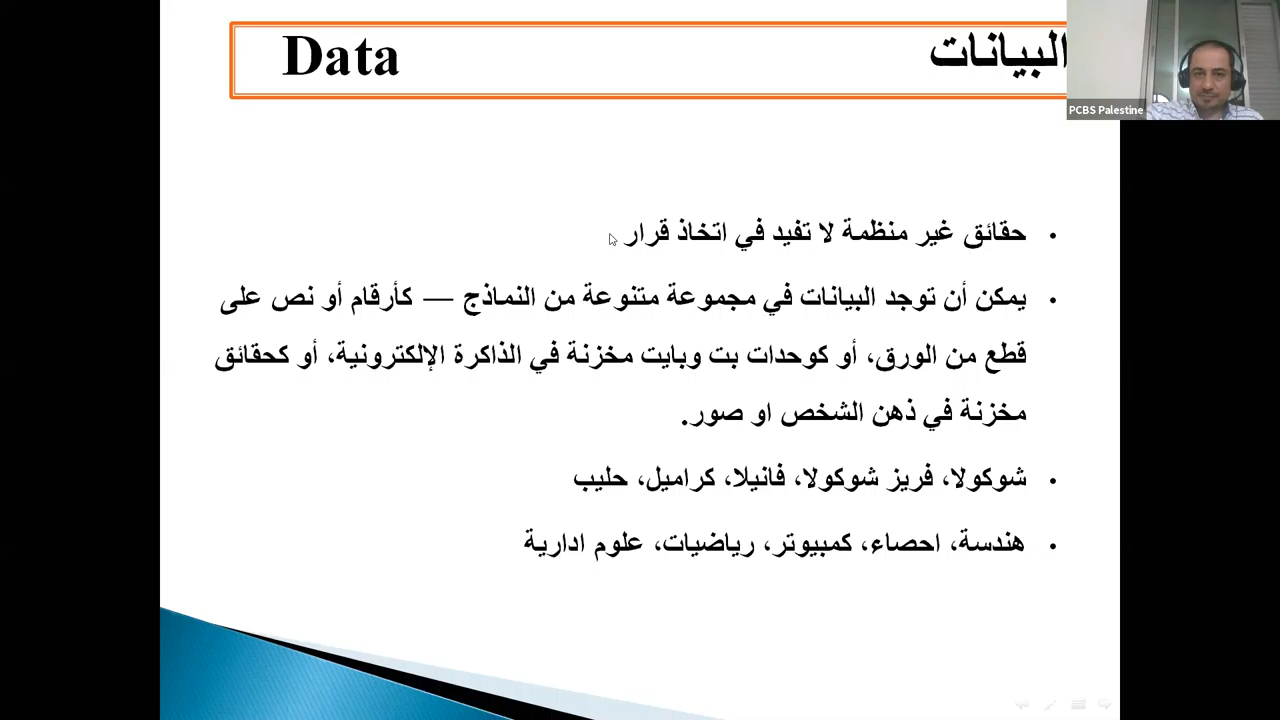 البيانات Data
PCBS Palestine
• حقائق غير منظمة لا تفيد في اتخاذ قرار
• يمكن أن توجد البيانات في مجموعة متنوعة من النماذج — كأرقام أو نص على
قطع من الورق، أو كوحدات بت وبايت مخزنة في الذاكرة الإلكترونية، أو كحقائق
مخزنة في ذهن الشخص او صور.
• شوكولا، فريز شوكولا، فانيلا، كراميل، حليب
• هندسة، احصاء، كمبيوتر، رياضيات، علوم ادارية